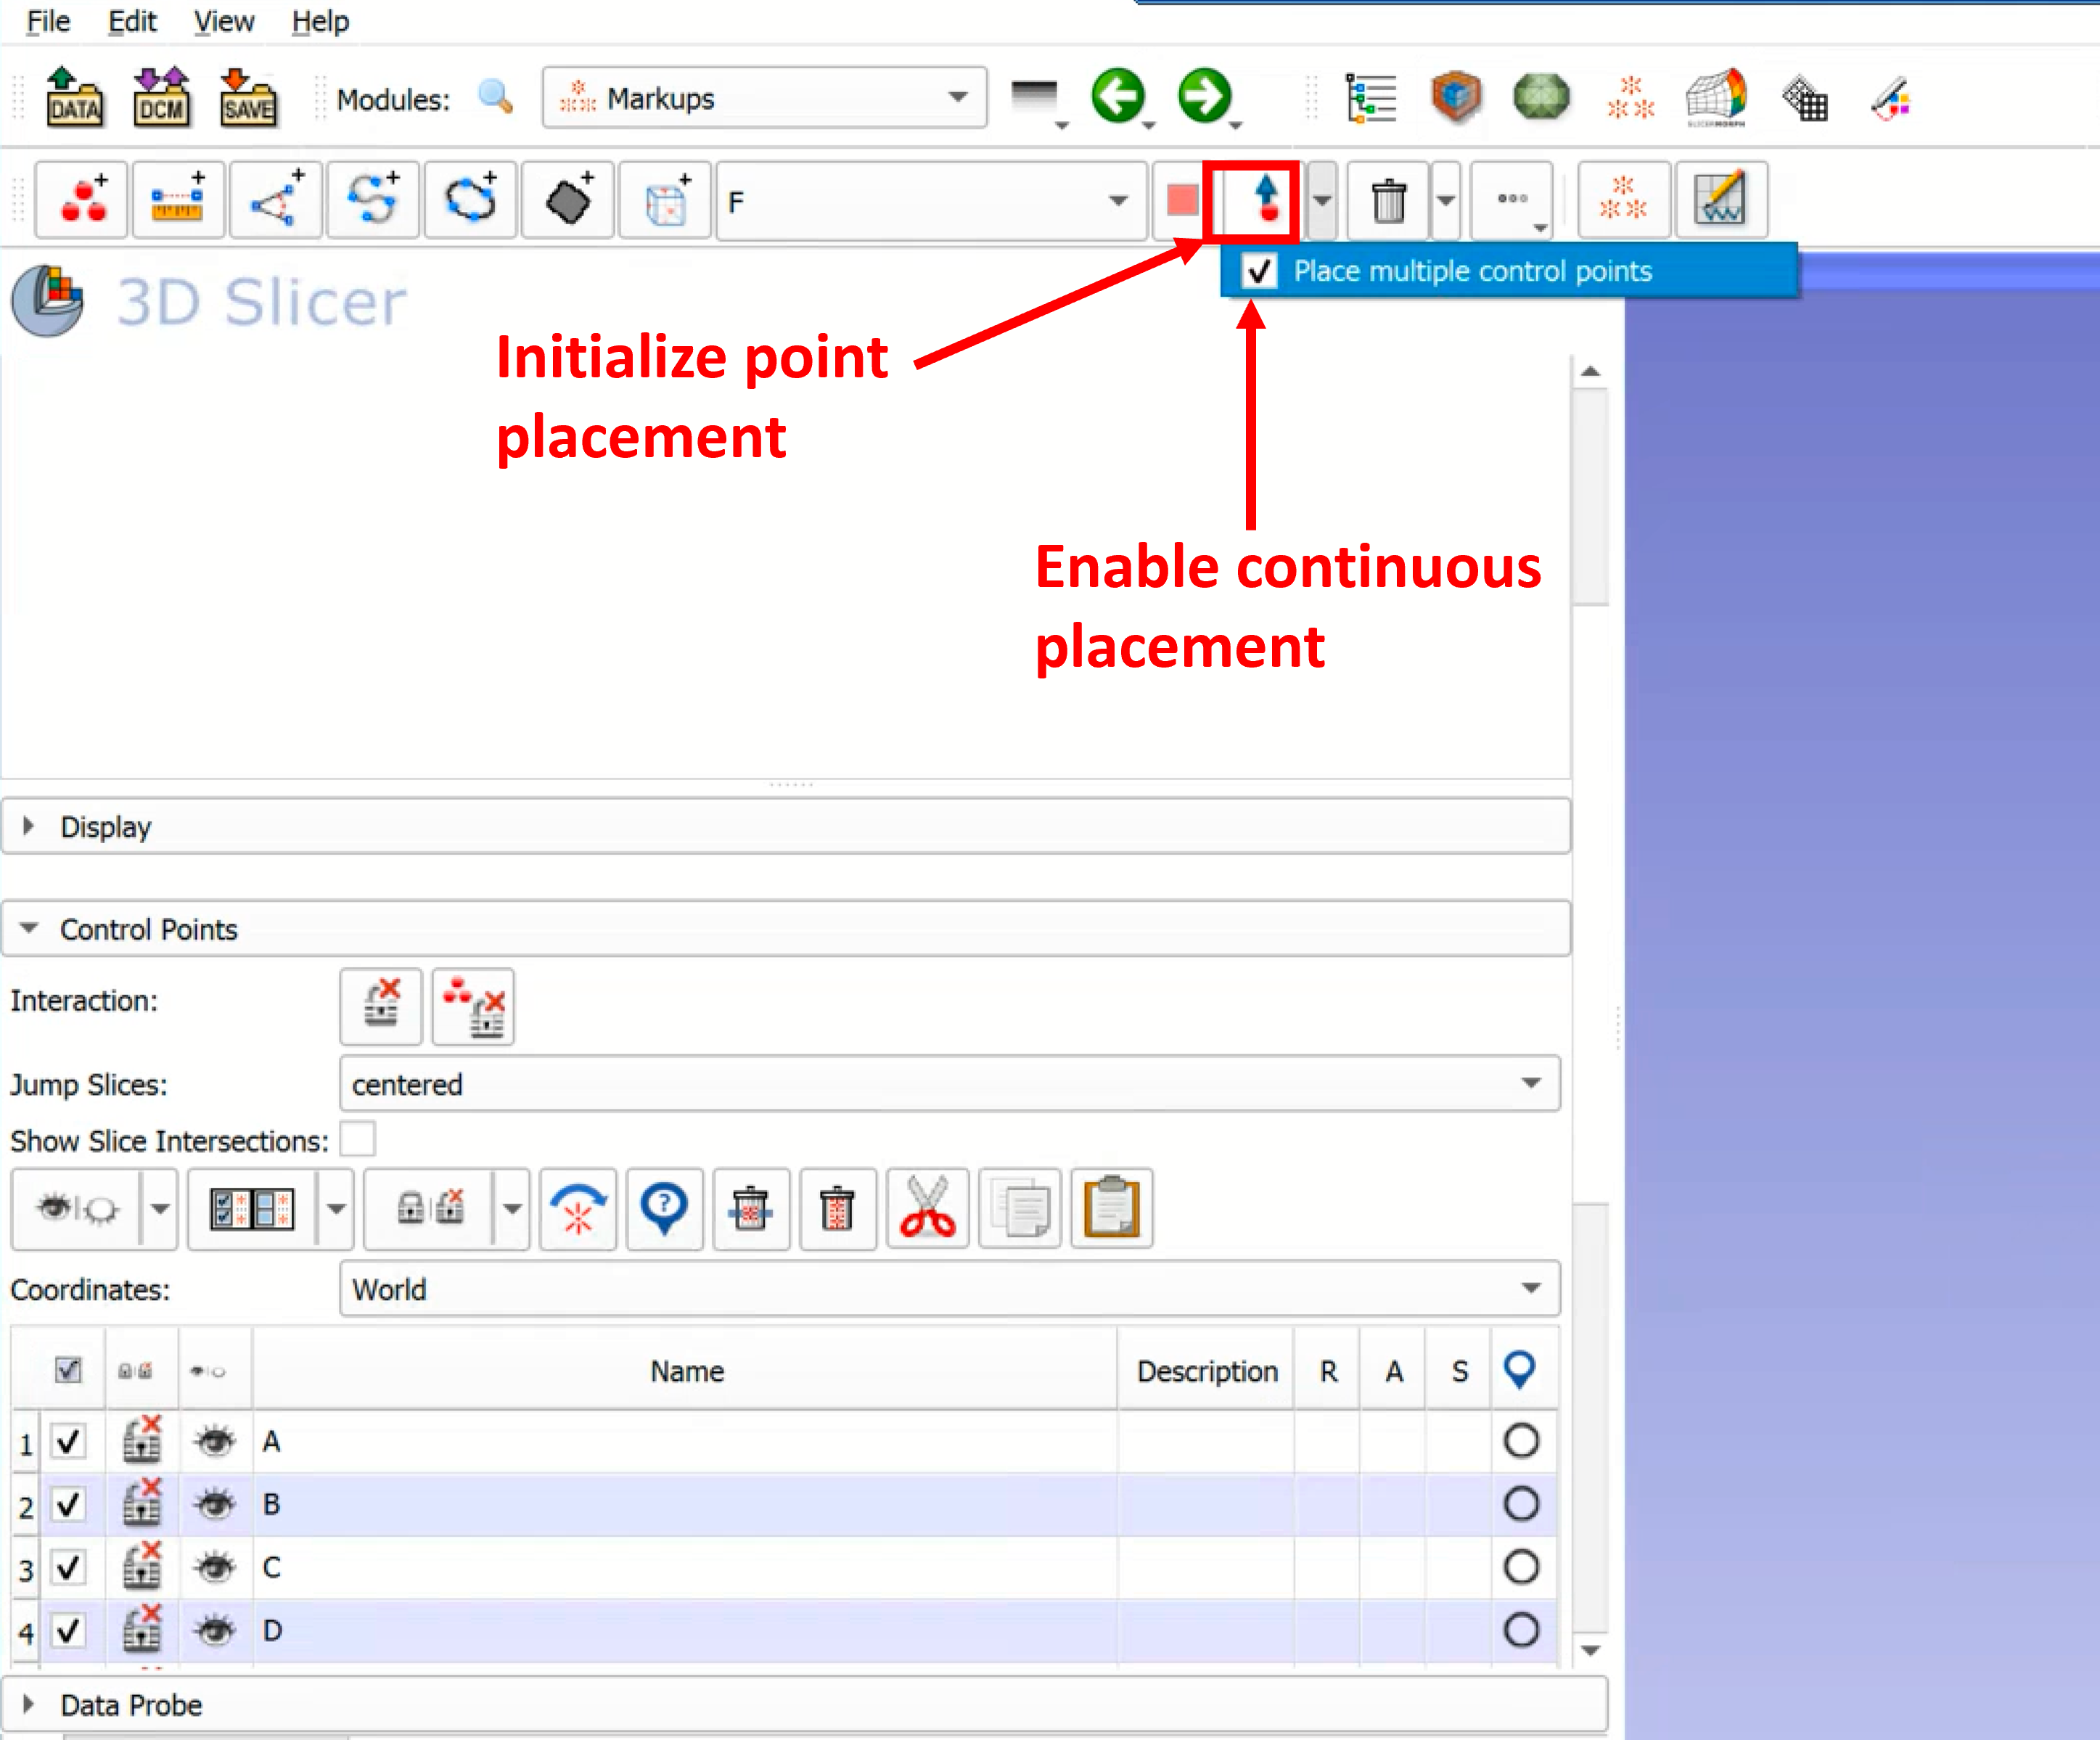 File Edit View Help
DATA DCM SAVE Modules: Markups
F
Place multiple control points
3D Slicer
Initialize point
placement
Enable continuous
placement
Display
Control Points
Interaction:
Jump Slices: centered
Show Slice Intersections:
Coordinates: World
Name Description R A S
1 A
2 B
3 C
4 D
Data Probe